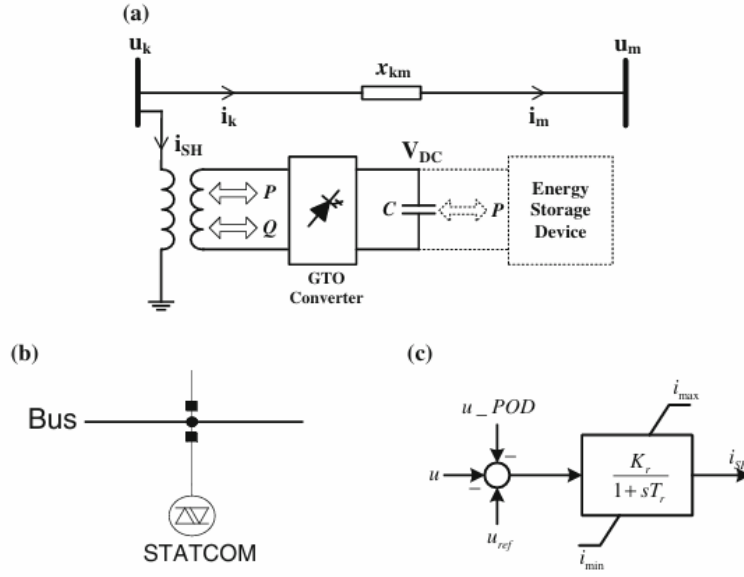 (a)
u_k
u_m
x_km
i_k
i_m
i_SH
V_DC
P
Q
C
P
Energy
Storage
Device
GTO
Converter
(b)
Bus
STATCOM
(c)
u_POD
i_max
u
K_r
1 + sT_r
u_ref
i_min